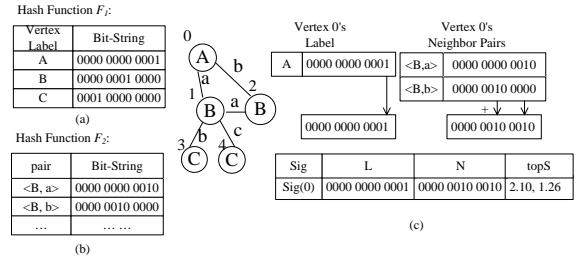 Hash Function F1:
Vertex Label Bit-String
A 0000 0000 0001
B 0000 0001 0000
C 0001 0000 0000
(a)
Hash Function F2:
pair Bit-String
<B, a> 0000 0000 0010
<B, b> 0000 0010 0000
… … …
(b)
0
A
a
b
1
2
B
a
B
b
c
3
4
C
C
Vertex 0's
Label
A 0000 0000 0001
0000 0000 0001
Vertex 0's
Neighbor Pairs
<B,a> 0000 0000 0010
<B,b> 0000 0010 0000
+
0000 0010 0010
Sig L N topS
Sig(0) 0000 0000 0001 0000 0010 0010 2.10, 1.26
(c)